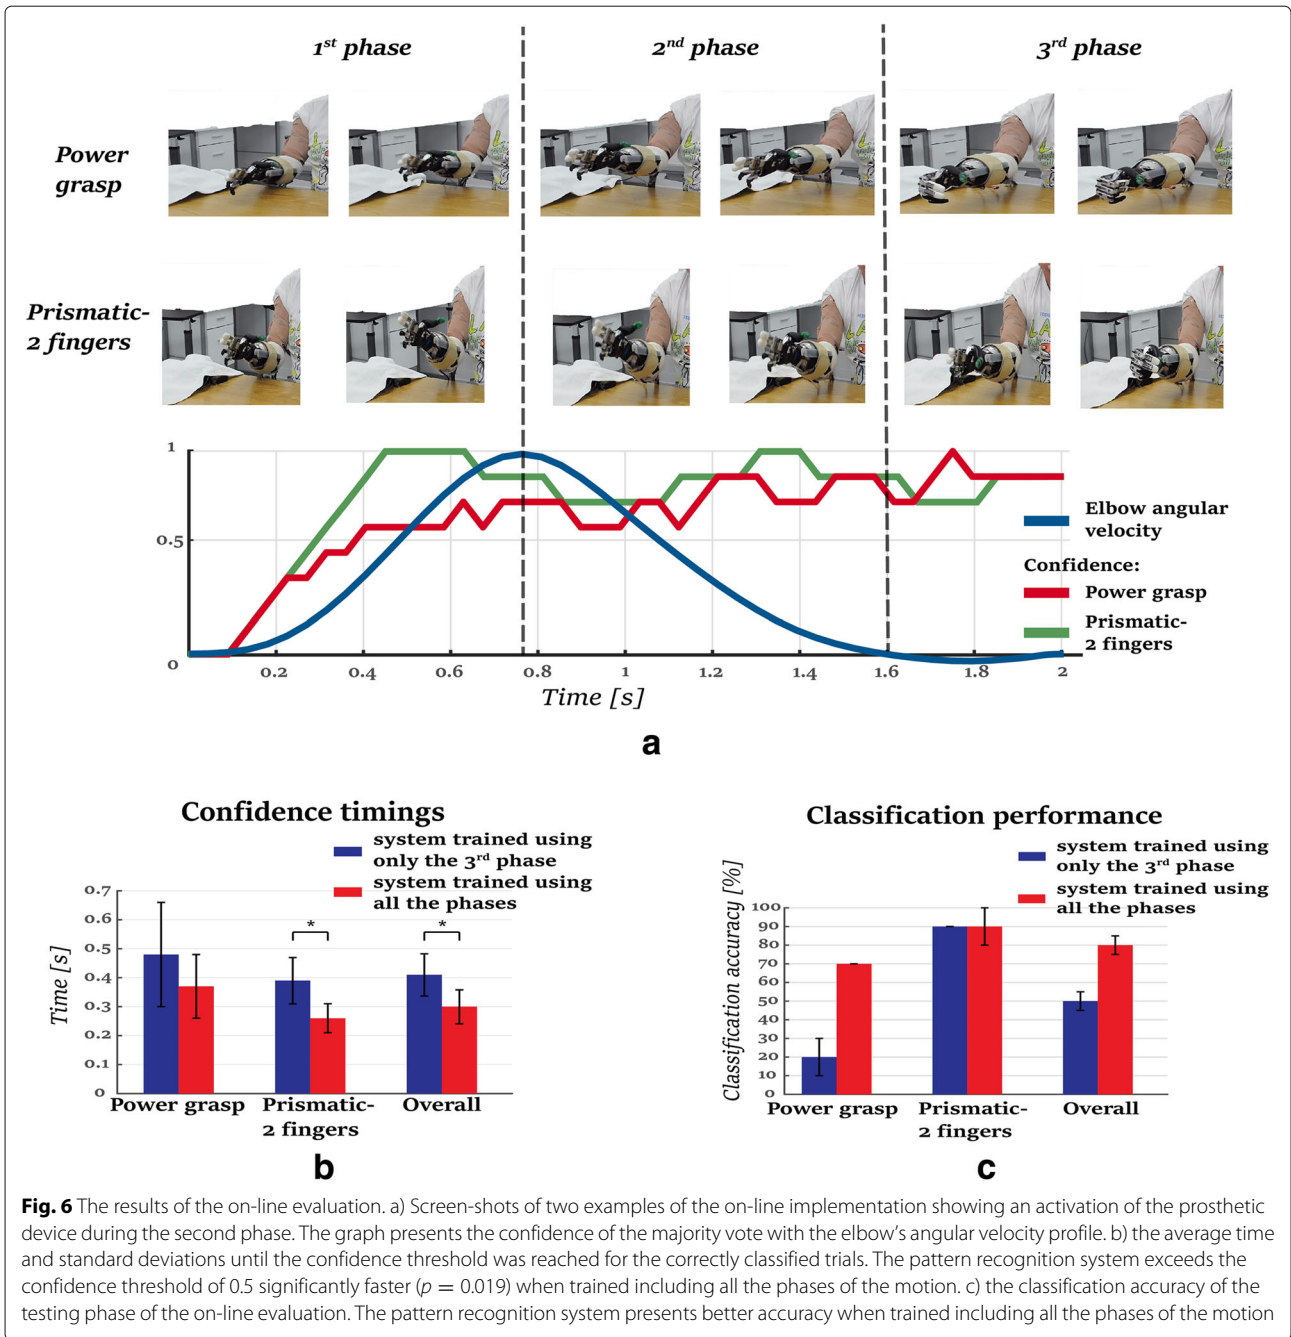 1st phase
2nd phase
3rd phase
Power
grasp
Prismatic-
2 fingers
1
0.5
0
0.2
0.4
0.6
0.8
1
1.2
1.4
1.6
1.8
2
Time [s]
Elbow angular
velocity
Confidence:
Power grasp
Prismatic-
2 fingers
a
Confidence timings
system trained using
only the 3rd phase
system trained using
all the phases
0.7
0.6
0.5
0.4
0.3
0.2
0.1
0
Time [s]
*
*
Power grasp
Prismatic-
2 fingers
Overall
b
Classification performance
system trained using
only the 3rd phase
system trained using
all the phases
100
90
80
70
60
50
40
30
20
10
0
Classification accuracy [%]
Power grasp
Prismatic-
2 fingers
Overall
c
Fig. 6 The results of the on-line evaluation. a) Screen-shots of two examples of the on-line implementation showing an activation of the prosthetic
device during the second phase. The graph presents the confidence of the majority vote with the elbow's angular velocity profile. b) the average time
and standard deviations until the confidence threshold was reached for the correctly classified trials. The pattern recognition system exceeds the
confidence threshold of 0.5 significantly faster (p = 0.019) when trained including all the phases of the motion. c) the classification accuracy of the
testing phase of the on-line evaluation. The pattern recognition system presents better accuracy when trained including all the phases of the motion